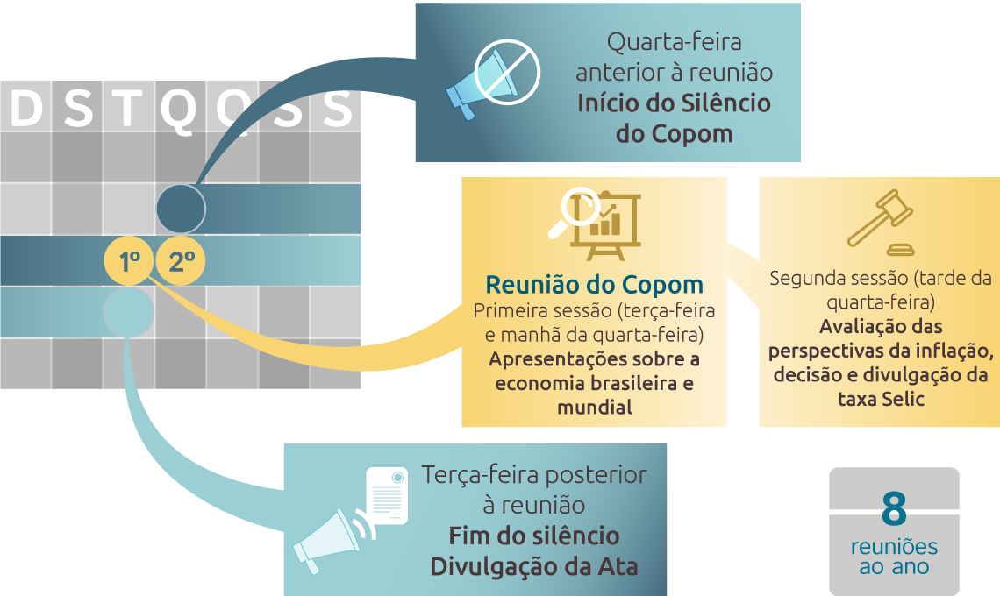 D S T Q Q S S
Quarta-feira
anterior à reunião
Início do Silêncio
do Copom
1º 2º
Reunião do Copom
Primeira sessão (terça-feira
e manhã da quarta-feira)
Apresentações sobre a
economia brasileira e
mundial
Segunda sessão (tarde da
quarta-feira)
Avaliação das
perspectivas da inflação,
decisão e divulgação da
taxa Selic
Terça-feira posterior
à reunião
Fim do silêncio
Divulgação da Ata
8
reuniões
ao ano